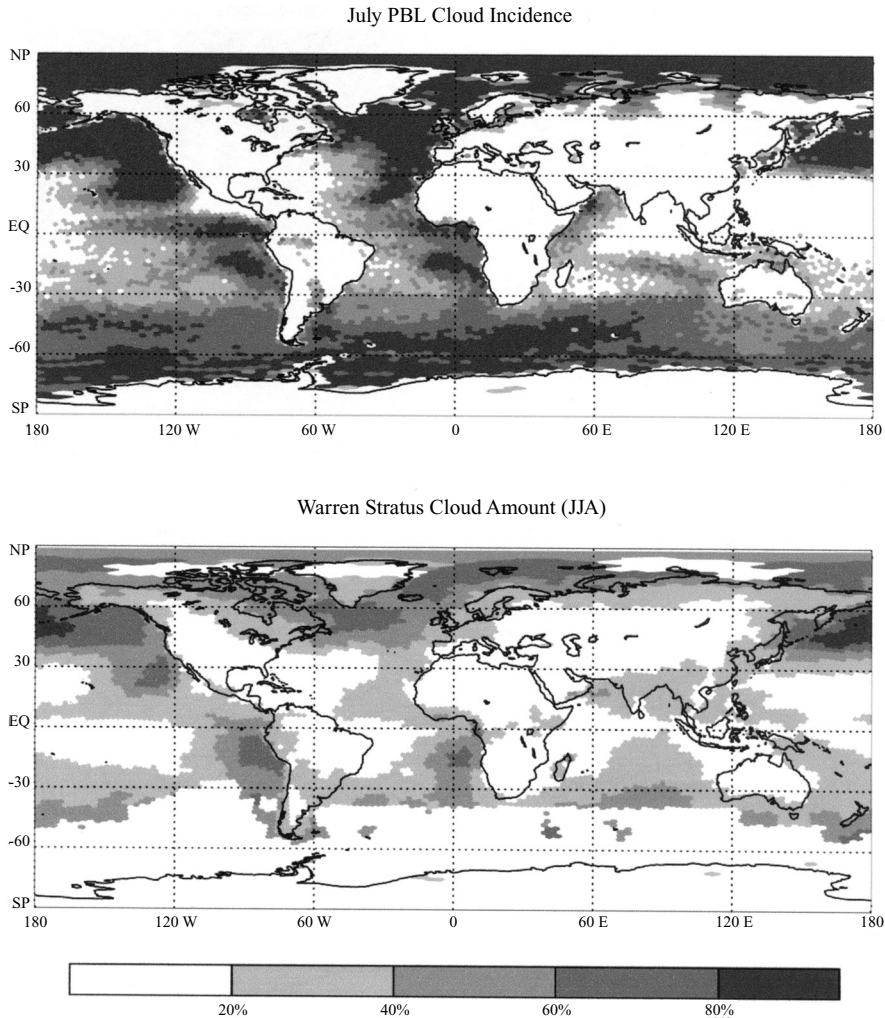 July PBL Cloud Incidence
NP
60
30
EQ
-30
-60
SP
180 120 W 60 W 0 60 E 120 E 180
Warren Stratus Cloud Amount (JJA)
NP
60
30
EQ
-30
-60
SP
180 120 W 60 W 0 60 E 120 E 180
20% 40% 60% 80%